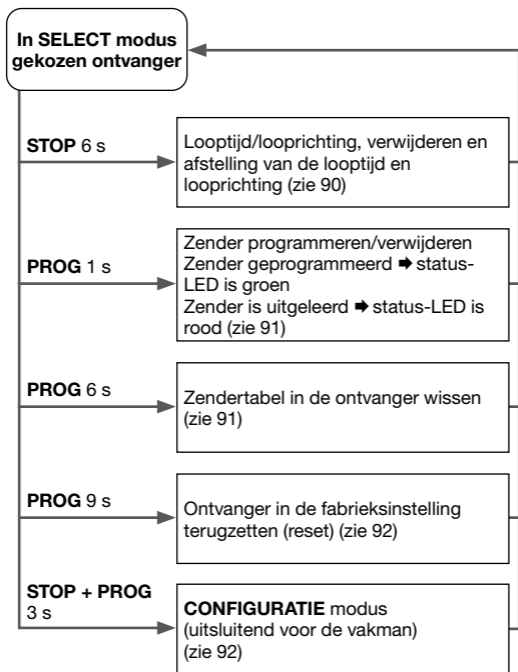 In SELECT modus
gekozen ontvanger
STOP 6 s
Looptijd/looprichting, verwijderen en
afstelling van de looptijd en
looprichting (zie 90)
PROG 1 s
Zender programmeren/verwijderen
Zender geprogrammeerd ➡ status-
LED is groen
Zender is uitgeleerd ➡ status-LED is
rood (zie 91)
PROG 6 s
Zendertabel in de ontvanger wissen
(zie 91)
PROG 9 s
Ontvanger in de fabrieksinstelling
terugzetten (reset) (zie 92)
STOP + PROG
3 s
CONFIGURATIE modus
(uitsluitend voor de vakman)
(zie 92)